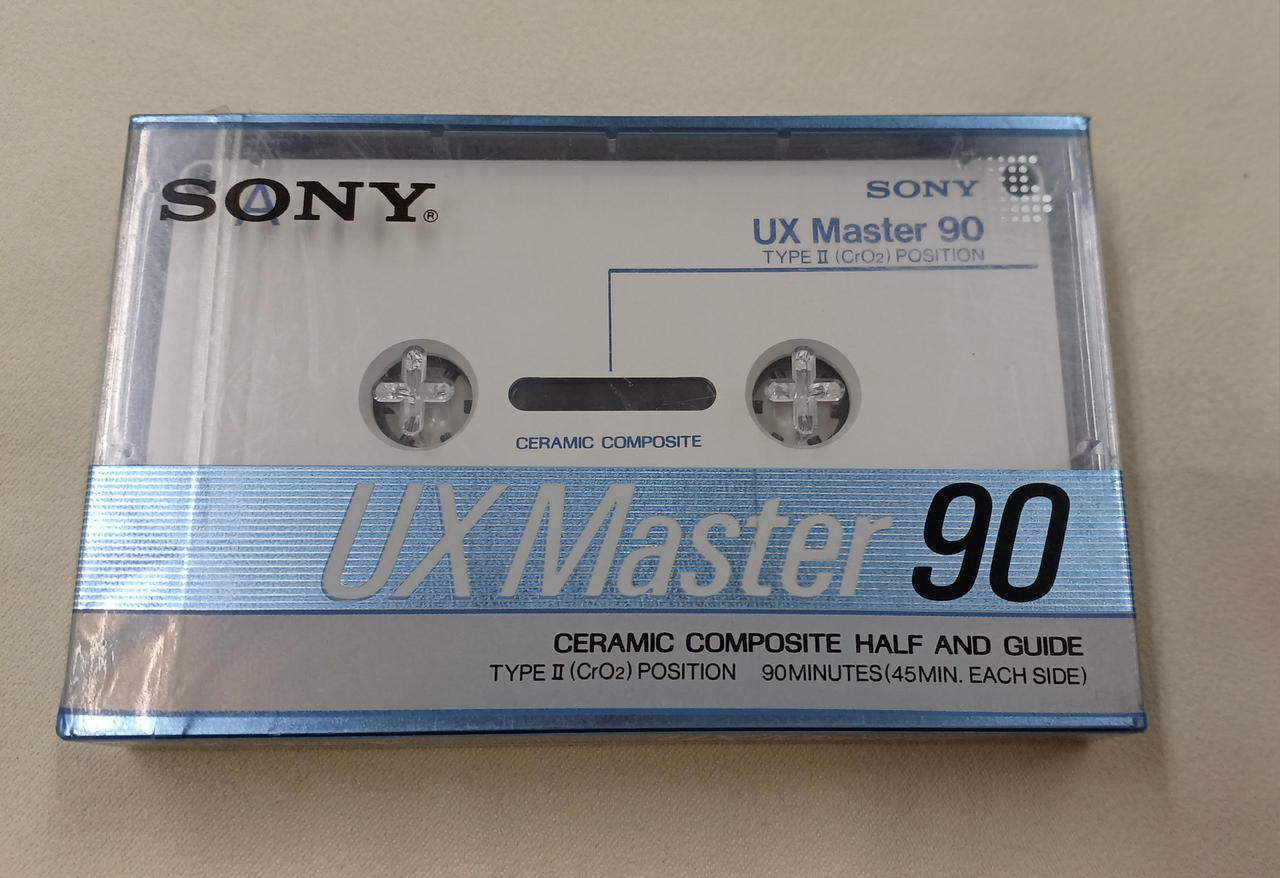 SONY®
A
SONY
UX Master 90
TYPE II (CrO2) POSITION
CERAMIC COMPOSITE
UX Master 90
CERAMIC COMPOSITE HALF AND GUIDE
TYPE II (CrO2) POSITION 90MINUTES(45MIN. EACH SIDE)